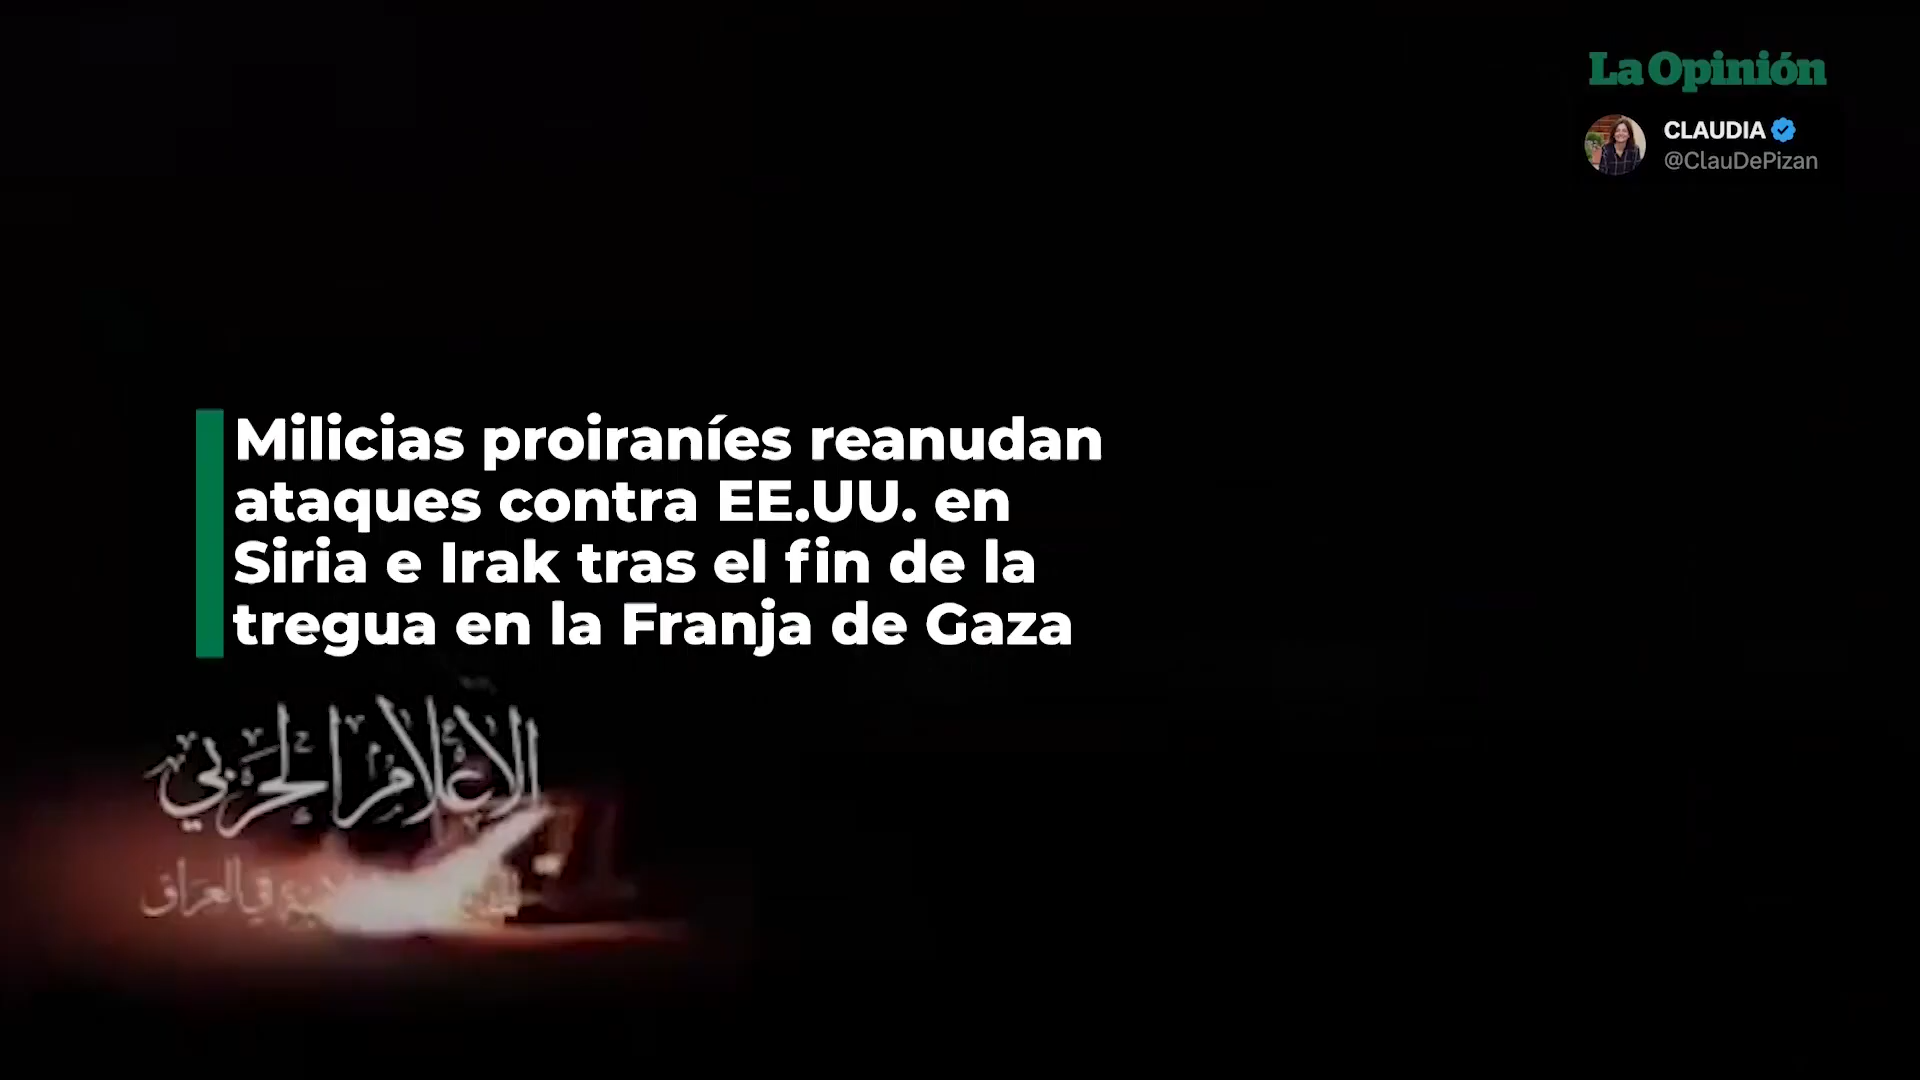 La Opinión
CLAUDIA
@ClauDePizan
Milicias proiraníes reanudan
ataques contra EE.UU. en
Siria e Irak tras el fin de la
tregua en la Franja de Gaza
الإعلام الحربي
في العراق